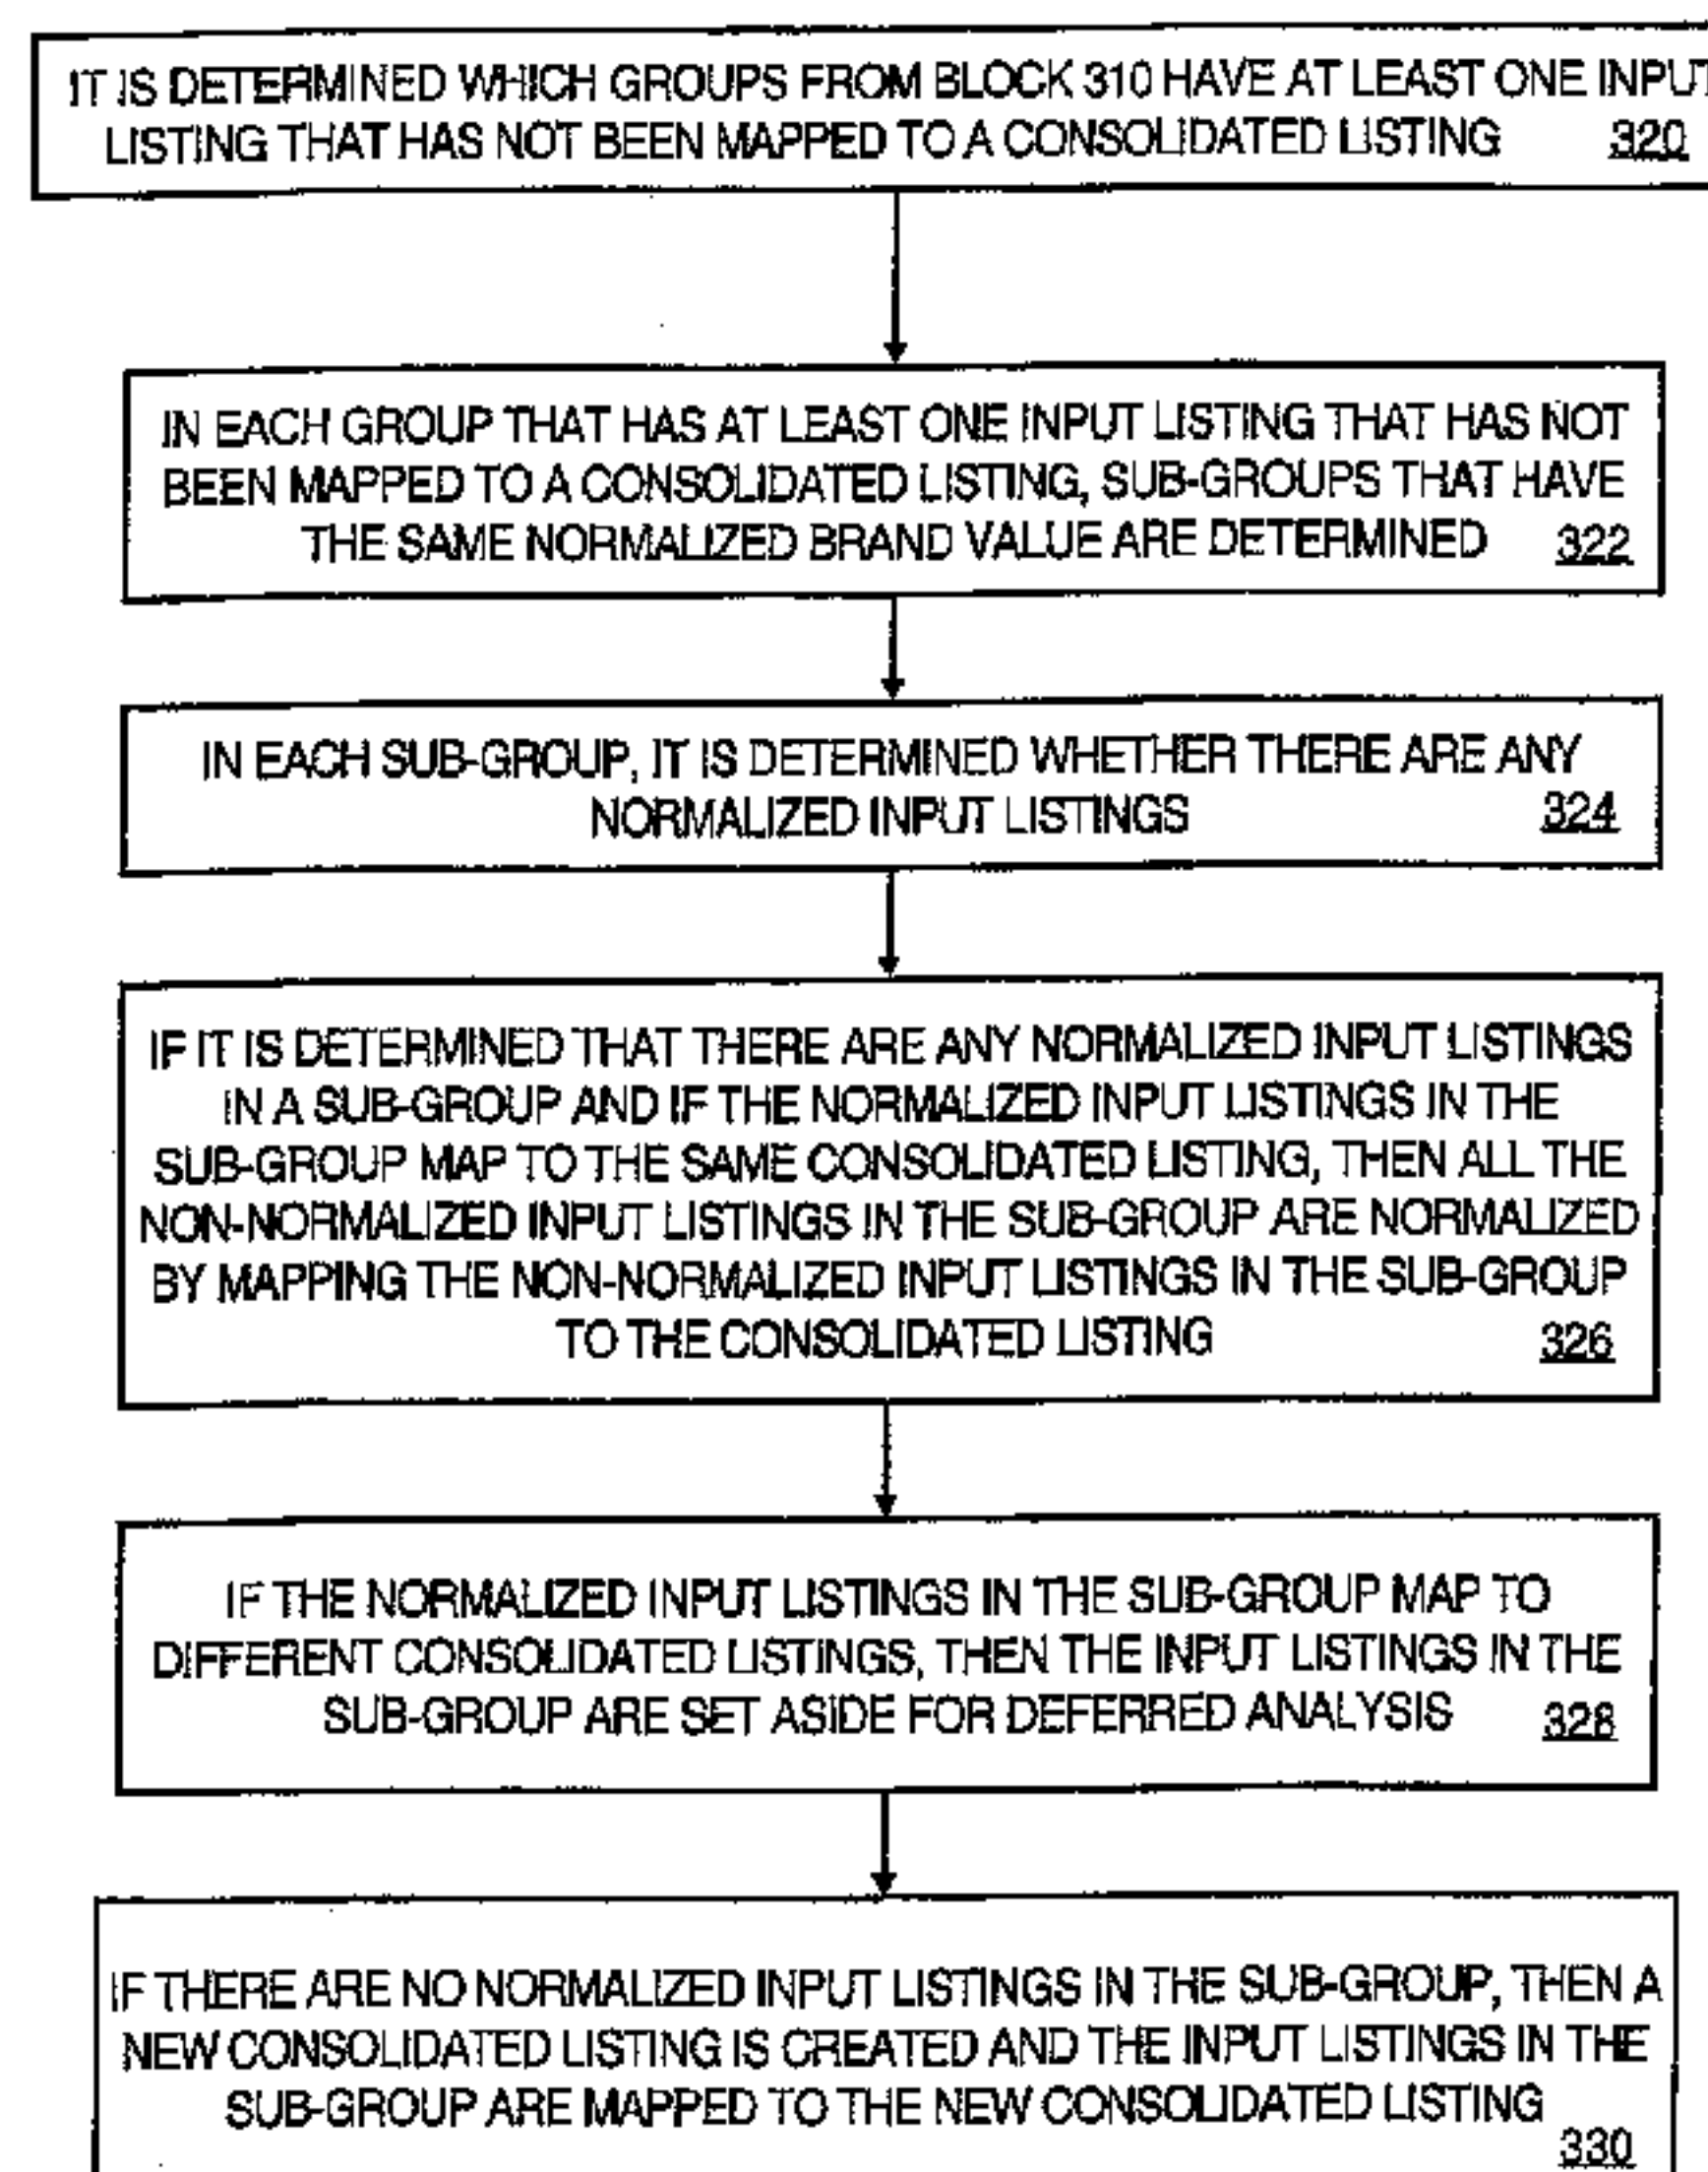 IT IS DETERMINED WHICH GROUPS FROM BLOCK 310 HAVE AT LEAST ONE INPUT
LISTING THAT HAS NOT BEEN MAPPED TO A CONSOLIDATED LISTING 320
IN EACH GROUP THAT HAS AT LEAST ONE INPUT LISTING THAT HAS NOT
BEEN MAPPED TO A CONSOLIDATED LISTING, SUB-GROUPS THAT HAVE
THE SAME NORMALIZED BRAND VALUE ARE DETERMINED 322
IN EACH SUB-GROUP, IT IS DETERMINED WHETHER THERE ARE ANY
NORMALIZED INPUT LISTINGS 324
IF IT IS DETERMINED THAT THERE ARE ANY NORMALIZED INPUT LISTINGS
IN A SUB-GROUP AND IF THE NORMALIZED INPUT LISTINGS IN THE
SUB-GROUP MAP TO THE SAME CONSOLIDATED LISTING, THEN ALL THE
NON-NORMALIZED INPUT LISTINGS IN THE SUB-GROUP ARE NORMALIZED
BY MAPPING THE NON-NORMALIZED INPUT LISTINGS IN THE SUB-GROUP
TO THE CONSOLIDATED LISTING 326
IF THE NORMALIZED INPUT LISTINGS IN THE SUB-GROUP MAP TO
DIFFERENT CONSOLIDATED LISTINGS, THEN THE INPUT LISTINGS IN THE
SUB-GROUP ARE SET ASIDE FOR DEFERRED ANALYSIS 328
IF THERE ARE NO NORMALIZED INPUT LISTINGS IN THE SUB-GROUP, THEN A
NEW CONSOLIDATED LISTING IS CREATED AND THE INPUT LISTINGS IN THE
SUB-GROUP ARE MAPPED TO THE NEW CONSOLIDATED LISTING
330